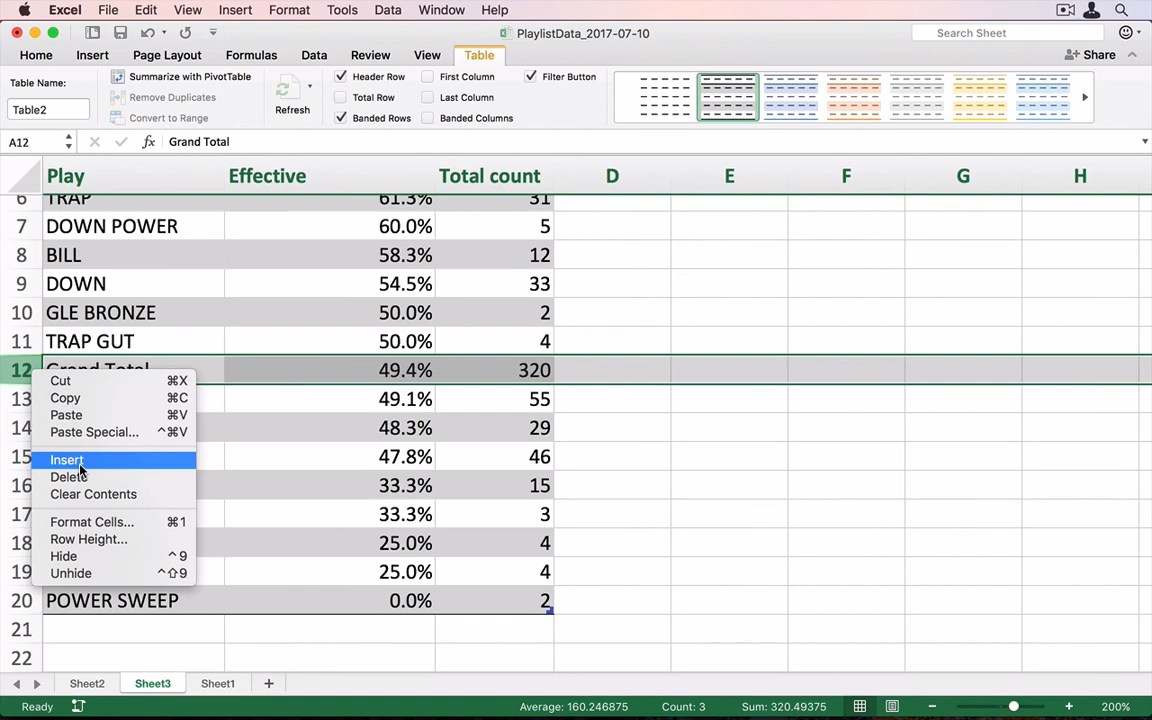 Excel File Edit View Insert Format Tools Data Window Help
PlaylistData_2017-07-10
Search Sheet
Home Insert Page Layout Formulas Data Review View Table
Share
Table Name:
Table2
Summarize with PivotTable
Remove Duplicates
Convert to Range
Refresh
Header Row First Column Filter Button
Total Row Last Column
Banded Rows Banded Columns
A12 fx Grand Total
Play Effective Total count D E F G H
6 TRAP 61.3% 31
7 DOWN POWER 60.0% 5
8 BILL 58.3% 12
9 DOWN 54.5% 33
10 GLE BRONZE 50.0% 2
11 TRAP GUT 50.0% 4
12 Grand Total 49.4% 320
13 49.1% 55
14 48.3% 29
15 47.8% 46
16 33.3% 15
17 33.3% 3
18 25.0% 4
19 25.0% 4
20 POWER SWEEP 0.0% 2
21
22
Cut ⌘X
Copy ⌘C
Paste ⌘V
Paste Special... ^⌘V
Insert
Delete
Clear Contents
Format Cells... ⌘1
Row Height...
Hide ^9
Unhide ^⇧9
Sheet2 Sheet3 Sheet1 +
Ready Average: 160.246875 Count: 3 Sum: 320.49375 200%